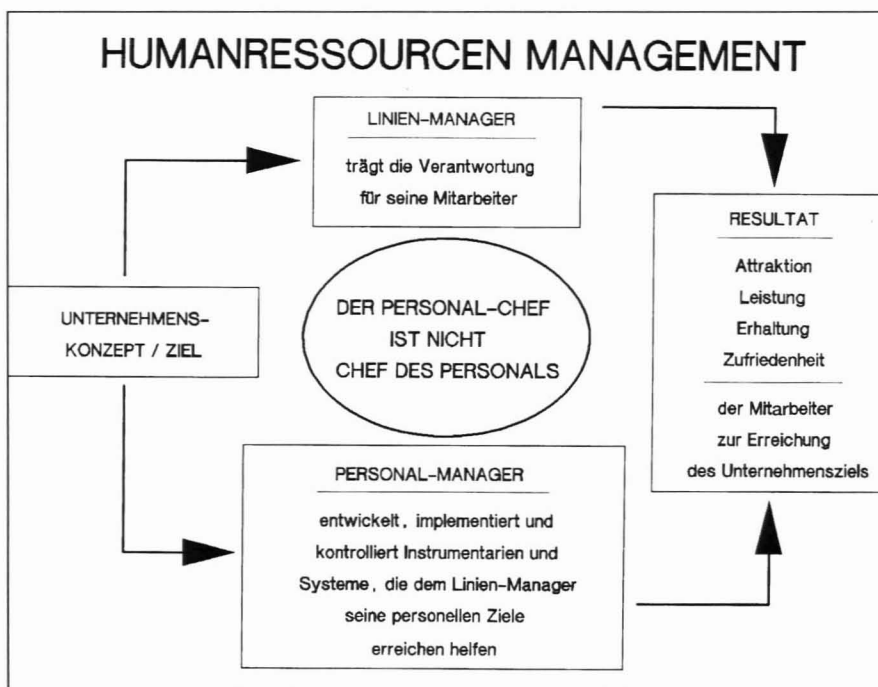 HUMANRESSOURCEN MANAGEMENT
LINIEN-MANAGER
trägt die Verantwortung
für seine Mitarbeiter
UNTERNEHMENS-
KONZEPT / ZIEL
DER PERSONAL-CHEF
IST NICHT
CHEF DES PERSONALS
PERSONAL-MANAGER
entwickelt, implementiert und
kontrolliert Instrumentarien und
Systeme, die dem Linien-Manager
seine personellen Ziele
erreichen helfen
RESULTAT
Attraktion
Leistung
Erhaltung
Zufriedenheit
der Mitarbeiter
zur Erreichung
des Unternehmensziels